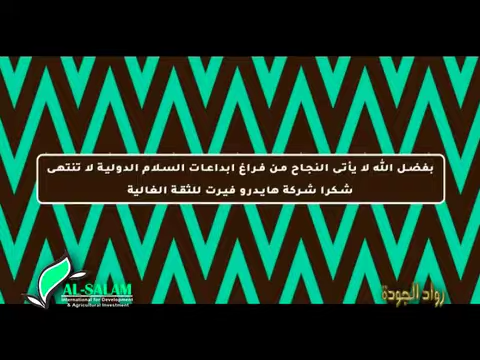 بفضل الله لا يأتى النجاح من فراغ ابداعات السلام الدولية لا تنتهى
شكرا شركة هايدرو فيرت للثقة الغالية
AL-SALAM
International for Development
& Agricultural Investment
رواد الجودة